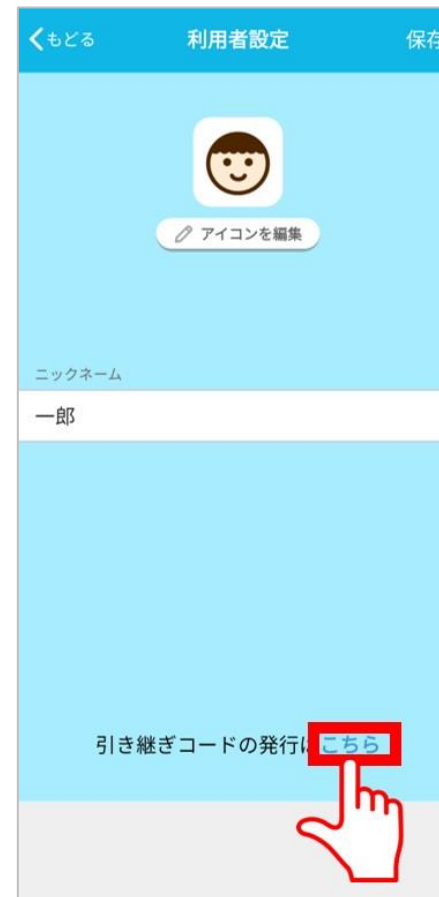 もどる 利用者設定 保存
アイコンを編集
ニックネーム
一郎
引き継ぎコードの発行は こちら